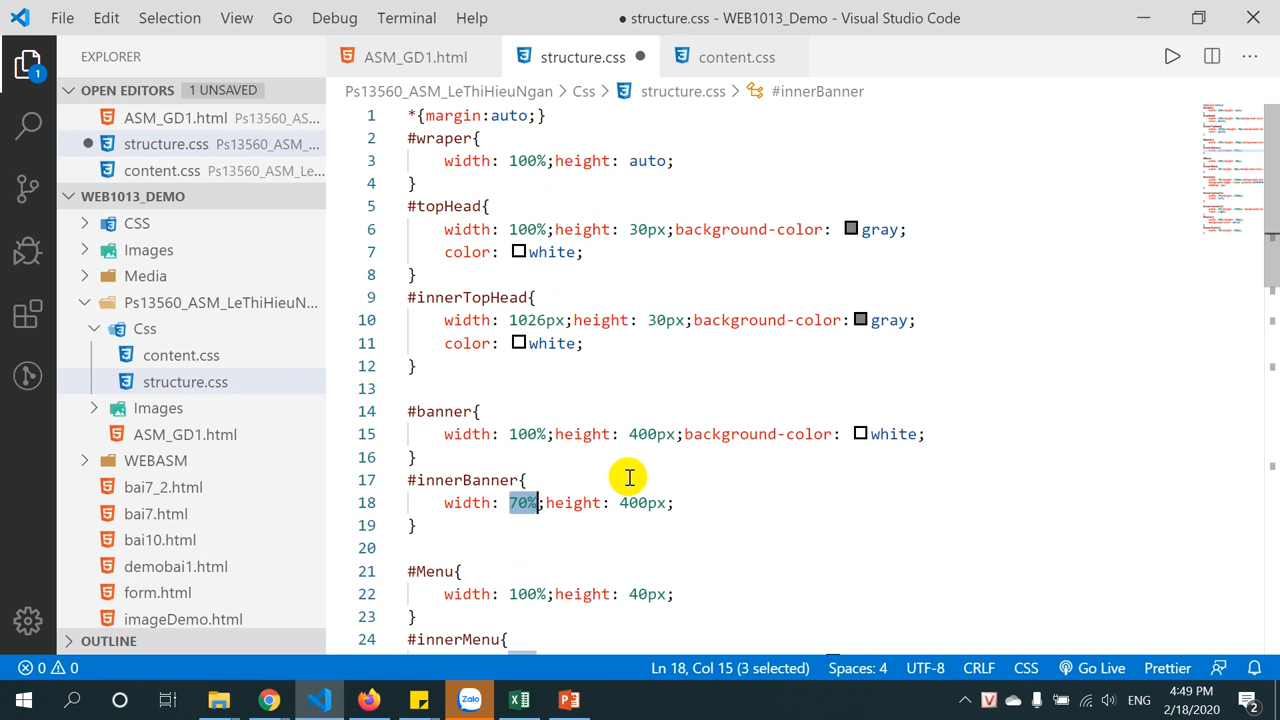 File Edit Selection View Go Debug Terminal Help ● structure.css - WEB1013_Demo - Visual Studio Code
EXPLORER
ASM_GD1.html structure.css content.css
OPEN EDITORS 1 UNSAVED
Ps13560_ASM_LeThiHieuNgan > Css > structure.css > #innerBanner
ASM_GD1.html Ps13560_AS...
structure.css Ps13560_ASM_...
content.css Ps13560_ASM_Le...
WEB1013_DEMO
CSS
Images
Media
Ps13560_ASM_LeThiHieuN...
Css
content.css
structure.css
Images
ASM_GD1.html
WEBASM
bai7_2.html
bai7.html
bai10.html
demobai1.html
form.html
imageDemo.html
OUTLINE
1 *{margin:auto;}
2 #wraper{
3 width: 100%;height: auto;
4 }
5 #topHead{
6 width: 100%;height: 30px;background-color: gray;
7 color: white;
8 }
9 #innerTopHead{
10 width: 1026px;height: 30px;background-color: gray;
11 color: white;
12 }
13
14 #banner{
15 width: 100%;height: 400px;background-color: white;
16 }
17 #innerBanner{
18 width: 70%;height: 400px;
19 }
20
21 #Menu{
22 width: 100%;height: 40px;
23 }
24 #innerMenu{
0 0 Ln 18, Col 15 (3 selected) Spaces: 4 UTF-8 CRLF CSS Go Live Prettier
Zalo ENG 4:49 PM
2/18/2020 2